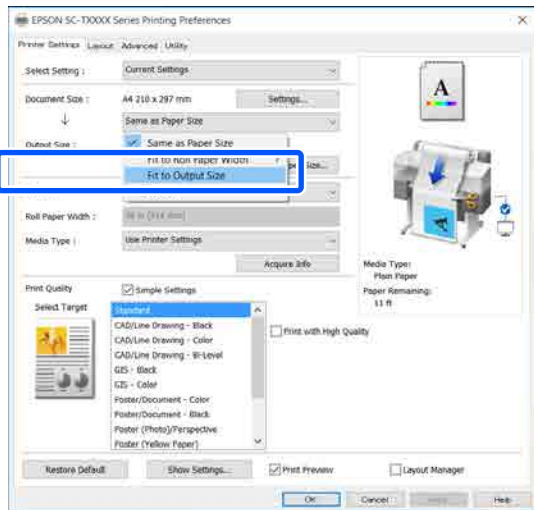 EPSON SC-TXXXX Series Printing Preferences
Printer Settings Layout Advanced Utility
Select Setting : Current Settings
Document Size : A4 210 x 297 mm Settings...
Same as Paper Size
Output Size : Same as Paper Size
Fit to Roll Paper Width
Size...
Fit to Output Size
Roll Paper Width :
Media Type : Use Printer Settings
Acquire Info
Media Type:
Plain Paper
Paper Remaining:
11 ft
Print Quality Simple Settings
Select Target Standard
CAD/Line Drawing - Black
Print with High Quality
CAD/Line Drawing - Color
CAD/Line Drawing - Bi-Level
GIS - Black
GIS - Color
Poster/Document - Color
Poster/Document - Black
Poster (Photo)/Perspective
Poster (Yellow Paper)
Restore Default Show Settings... Print Preview Layout Manager
OK Cancel Help
A